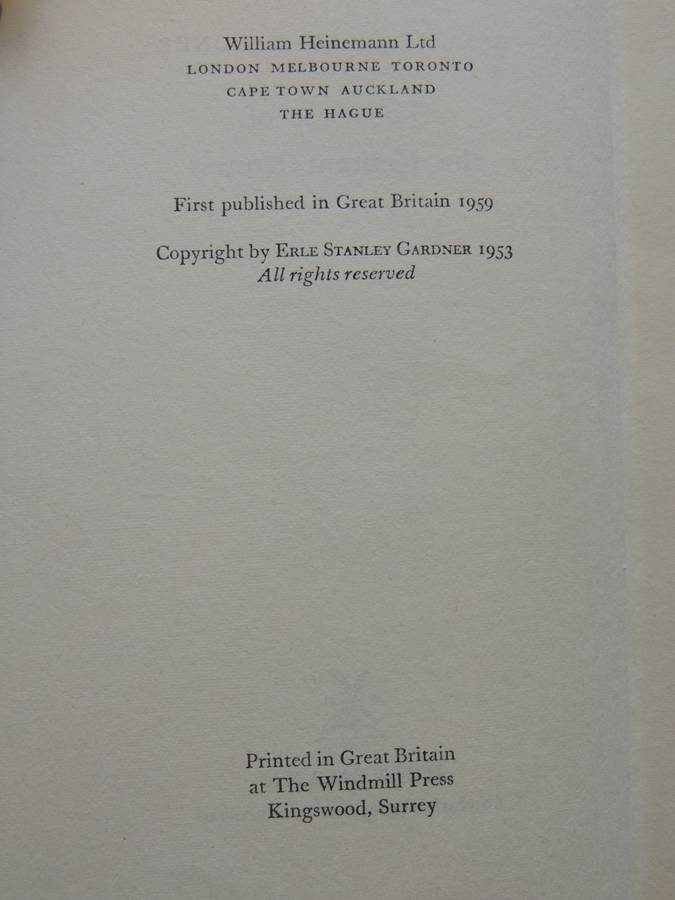 William Heinemann Ltd
LONDON MELBOURNE TORONTO
CAPE TOWN AUCKLAND
THE HAGUE
First published in Great Britain 1959
Copyright by ERLE STANLEY GARDNER 1953
All rights reserved
Printed in Great Britain
at The Windmill Press
Kingswood, Surrey